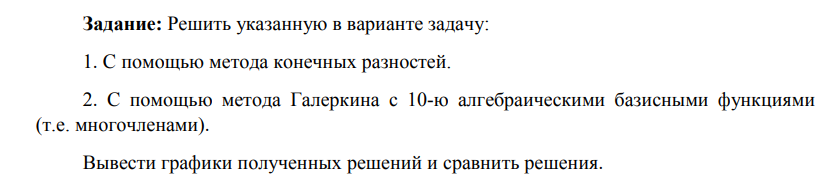 Задание: Решить указанную в варианте задачу:
1. С помощью метода конечных разностей.
2. С помощью метода Галеркина с 10-ю алгебраическими базисными функциями
(т.е. многочленами).
Вывести графики полученных решений и сравнить решения.